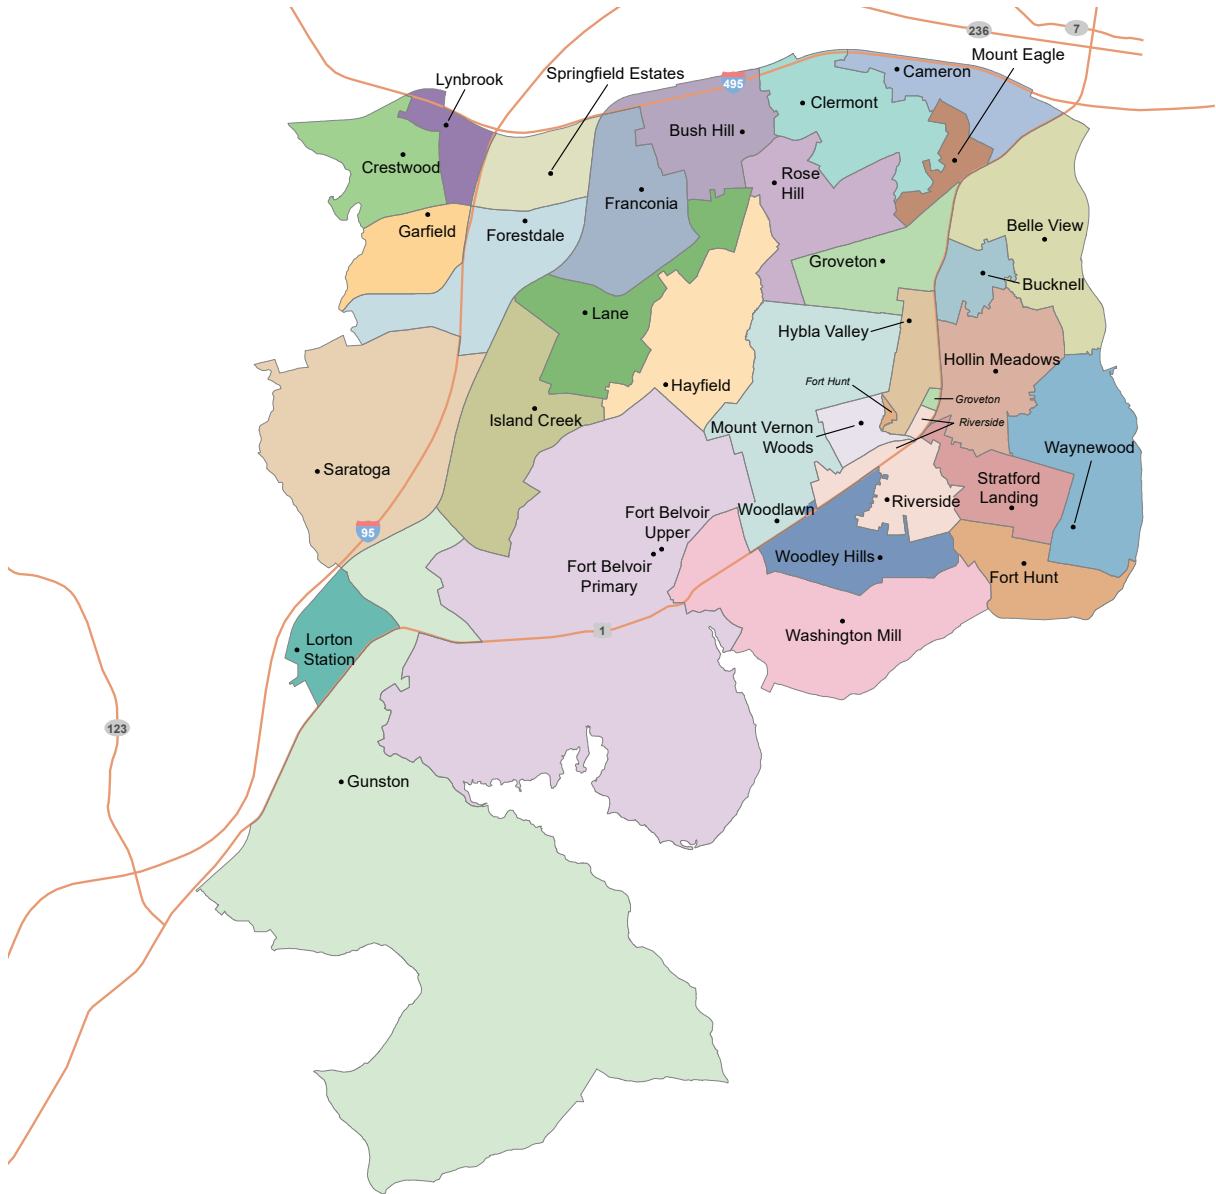 236
7
Mount Eagle
Lynbrook
Springfield Estates
Cameron
495
Clermont
Bush Hill
Crestwood
Rose
Hill
Franconia
Garfield
Forestdale
Belle View
Groveton
Bucknell
Lane
Hybla Valley
Hollin Meadows
Hayfield
Fort Hunt
Groveton
Island Creek
Riverside
Mount Vernon
Woods
Waynewood
Saratoga
Stratford
Landing
Riverside
Woodlawn
Fort Belvoir
Upper
95
Woodley Hills
Fort Belvoir
Primary
Fort Hunt
1
Washington Mill
Lorton
Station
123
Gunston